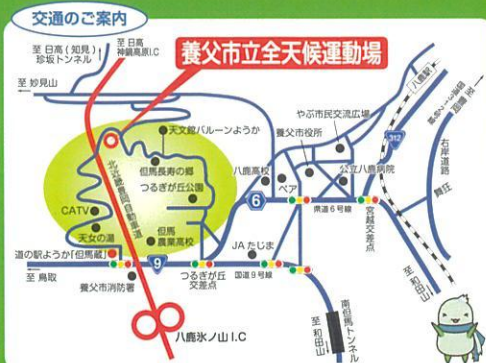 交通のご案内
至 日高(知見)
珍坂トンネル
至 日高
神鍋高原I.C
養父市立全天候運動場
至 妙見山
八鹿駅
312
右岸道路
舞狂
天文館バルーンようか
但馬長寿の郷
つるぎが丘公園
北近畿豊岡自動車道
やぶ市民交流広場
養父市役所
八鹿高校
ペア
公立八鹿病院
6
県道6号線
宮越交差点
CATV
天女の湯
但馬
農業高校
道の駅ようか「但馬蔵」
9
至 鳥取
養父市消防署
つるぎが丘
交差点
JAたじま
国道9号線
八鹿氷ノ山I.C
至 和田山
南但馬トンネル
至 和田山